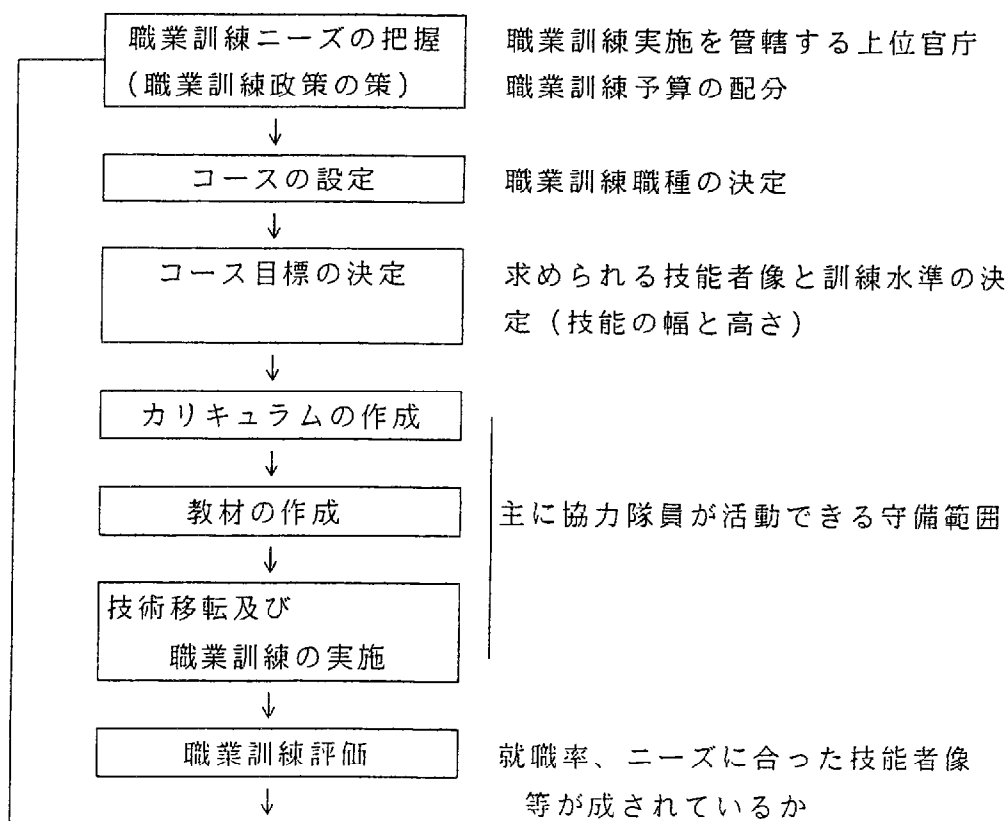 職業訓練ニーズの把握
(職業訓練政策の策)
職業訓練実施を管轄する上位官庁
職業訓練予算の配分
↓
コースの設定
職業訓練職種の決定
↓
コース目標の決定
求められる技能者像と訓練水準の決
定(技能の幅と高さ)
↓
カリキュラムの作成
↓
教材の作成
主に協力隊員が活動できる守備範囲
↓
技術移転及び
職業訓練の実施
↓
職業訓練評価
就職率、ニーズに合った技能者像
等が成されているか
↓